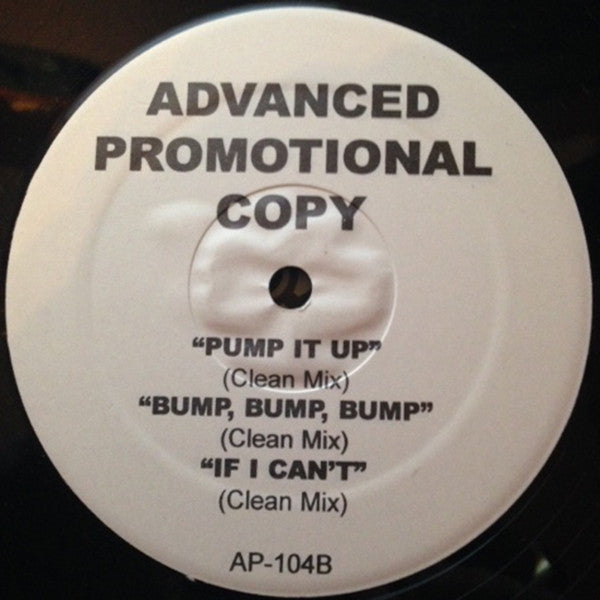 ADVANCED
PROMOTIONAL
COPY
“PUMP IT UP”
(Clean Mix)
“BUMP, BUMP, BUMP”
(Clean Mix)
“IF I CAN’T”
(Clean Mix)
AP-104B